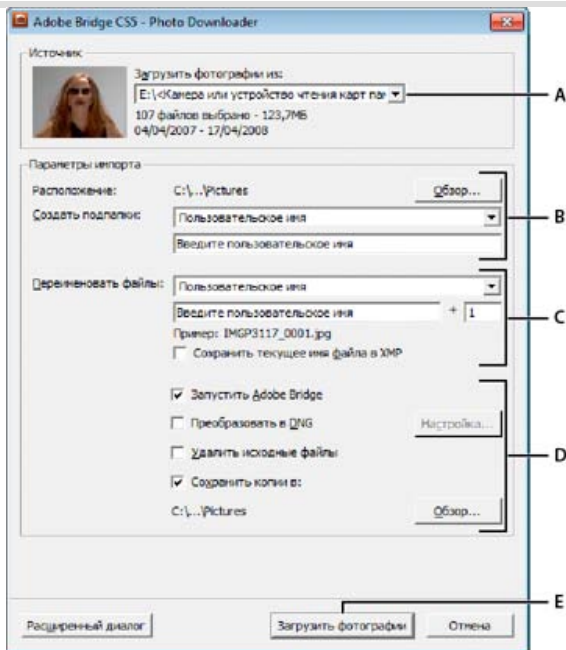 Adobe Bridge CS5 - Photo Downloader
Источник
Загрузить фотографии из:
E:\<Камера или устройство чтения карт пам
A
107 файлов выбрано - 123,7МБ
04/04/2007 - 17/04/2008
Параметры импорта
Расположение:
C:\...\Pictures
Обзор...
Создать подпапки:
Пользовательское имя
B
Введите пользовательское имя
Переименовать файлы:
Пользовательское имя
Введите пользовательское имя
+ 1
C
Пример: IMGP3117_0001.jpg
Сохранить текущее имя файла в XMP
Запустить Adobe Bridge
Преобразовать в DNG
Настройка...
Удалить исходные файлы
D
Сохранить копии в:
C:\...\Pictures
Обзор...
E
Расширенный диалог
Загрузить фотографии
Отмена